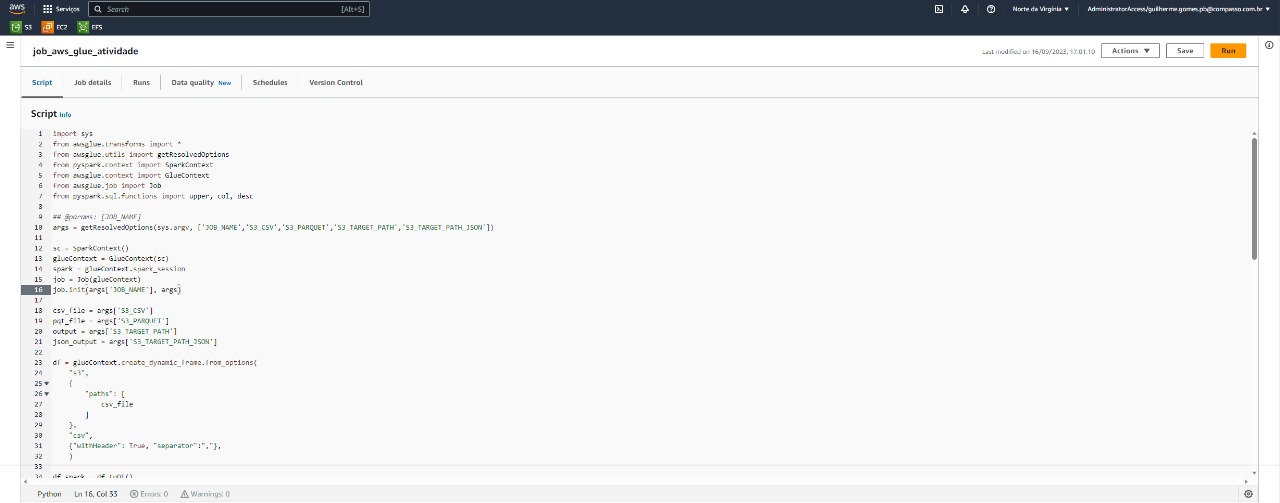 aws Serviços Search [Alt+S] Norte da Virgínia ▼ AdministratorAccess/guilherme.gomes.pb@compasso.com.br ▼
S3 EC2 EFS
job_aws_glue_atividade Last modified on 16/09/2023, 17:01:10 Actions ▼ Save Run
Script Job details Runs Data quality New Schedules Version Control
Script Info
1 import sys
2 from awsglue.transforms import *
3 from awsglue.utils import getResolvedOptions
4 from pyspark.context import SparkContext
5 from awsglue.context import GlueContext
6 from awsglue.job import Job
7 from pyspark.sql.functions import upper, col, desc
8
9 ## @params: [JOB_NAME]
10 args = getResolvedOptions(sys.argv, ['JOB_NAME','S3_CSV','S3_PARQUET','S3_TARGET_PATH','S3_TARGET_PATH_JSON'])
11
12 sc = SparkContext()
13 glueContext = GlueContext(sc)
14 spark = glueContext.spark_session
15 job = Job(glueContext)
16 job.init(args['JOB_NAME'], args)
17
18 csv_file = args['S3_CSV']
19 pqt_file = args['S3_PARQUET']
20 output = args['S3_TARGET_PATH']
21 json_output = args['S3_TARGET_PATH_JSON']
22
23 df = glueContext.create_dynamic_frame.from_options(
24 "s3",
25 ▼ {
26 ▼ "paths": [
27 csv_file
28 ]
29 },
30 "csv",
31 {"withHeader": True, "separator":","},
32 )
33
34 df_spark = df.toDF()
Python Ln 16, Col 33 Errors: 0 Warnings: 0